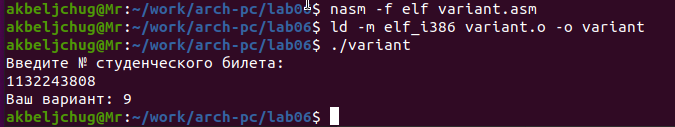 akbeljchug@Mr:~/work/arch-pc/lab06$ nasm -f elf variant.asm
akbeljchug@Mr:~/work/arch-pc/lab06$ ld -m elf_i386 variant.o -o variant
akbeljchug@Mr:~/work/arch-pc/lab06$ ./variant
Введите № студенческого билета:
1132243808
Ваш вариант: 9
akbeljchug@Mr:~/work/arch-pc/lab06$